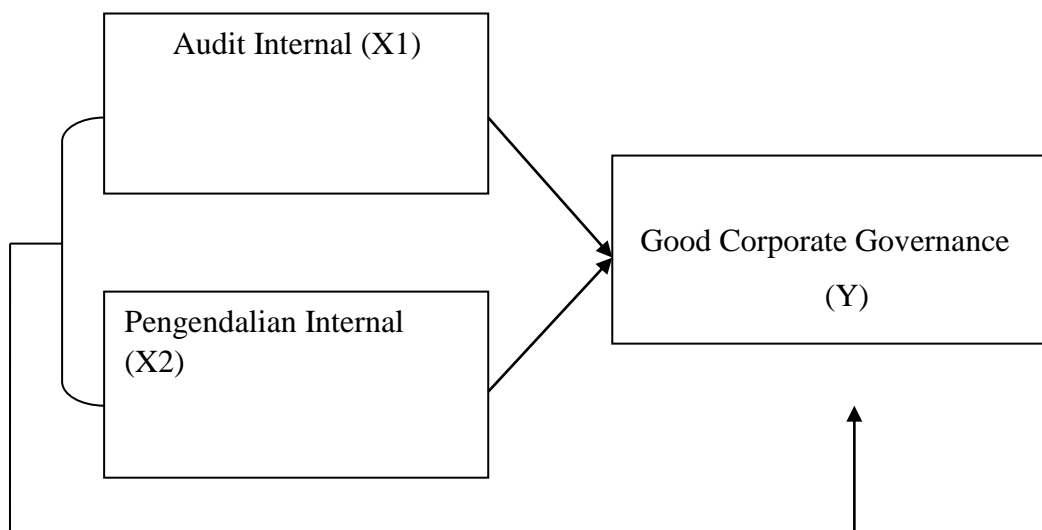 Audit Internal (X1)
Good Corporate Governance
(Y)
Pengendalian Internal
(X2)